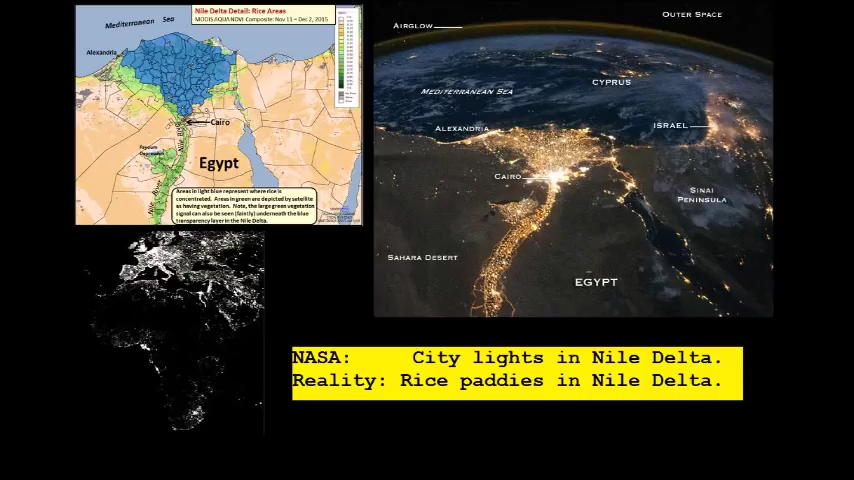 Nile Delta Detail: Rice Areas
MODIS AQUA NDVI Composite: Nov 11 – Dec 2, 2015
Mediterranean Sea
Alexandria
Cairo
Nile River
Fayoum
Depression
Egypt
Areas in light blue represent where rice is
concentrated. Areas in green are depicted by satellite
as having vegetation. Note, the large green vegetation
signal can also be seen (faintly) underneath the blue
transparency layer in the Nile Delta.
AIRGLOW
OUTER SPACE
CYPRUS
MEDITERRANEAN SEA
ALEXANDRIA
ISRAEL
CAIRO
SINAI
PENINSULA
SAHARA DESERT
EGYPT
NASA: City lights in Nile Delta.
Reality: Rice paddies in Nile Delta.